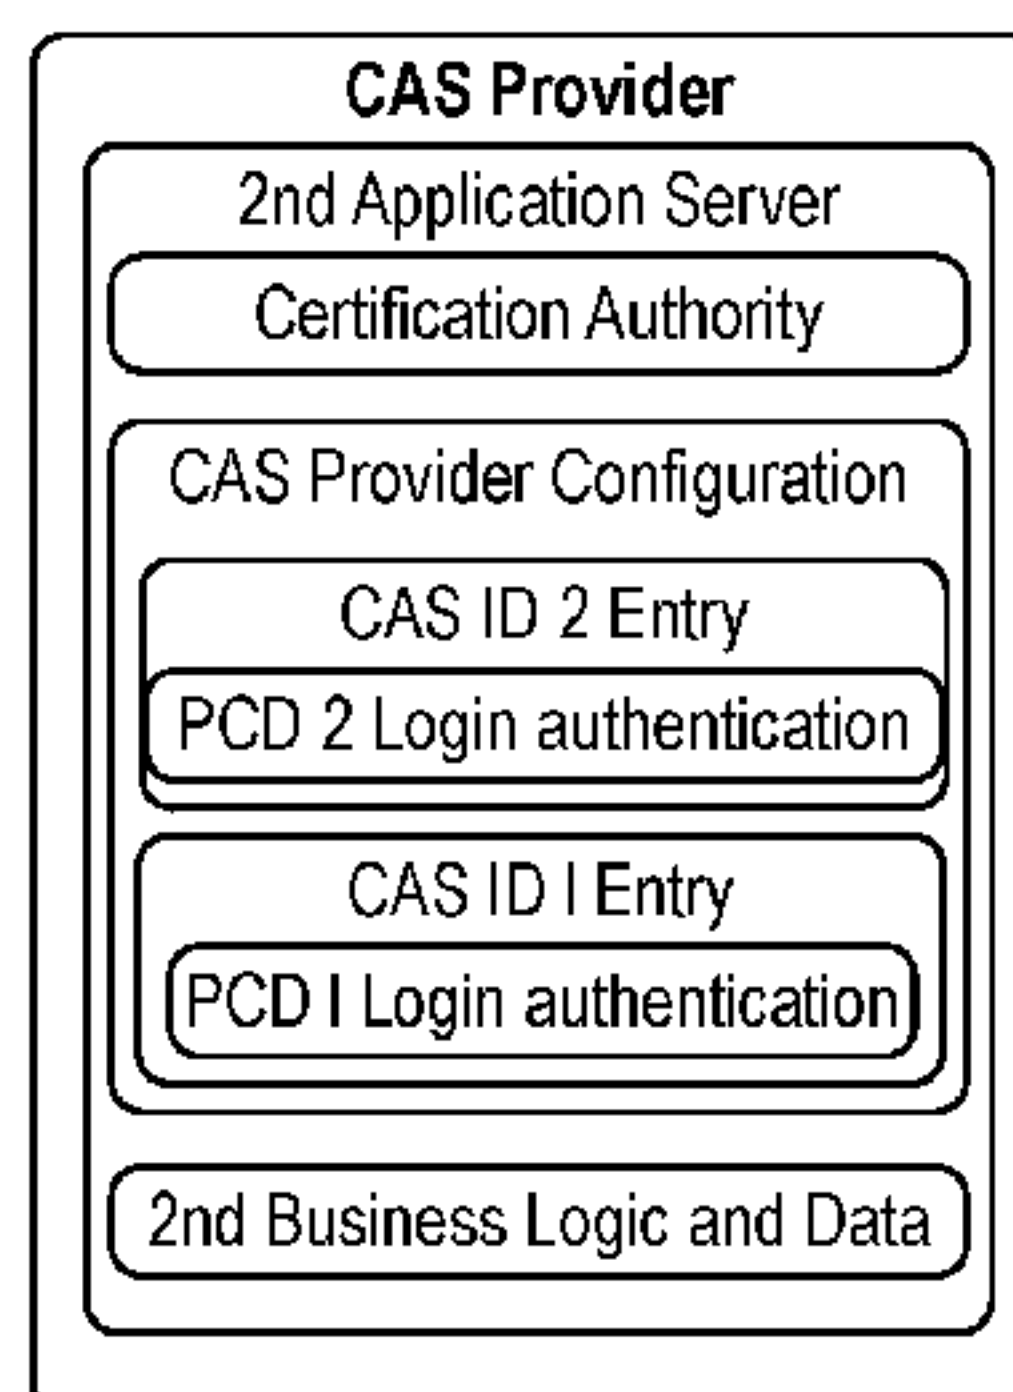 CAS Provider
2nd Application Server
Certification Authority
CAS Provider Configuration
CAS ID 2 Entry
PCD 2 Login authentication
CAS ID I Entry
PCD I Login authentication
2nd Business Logic and Data